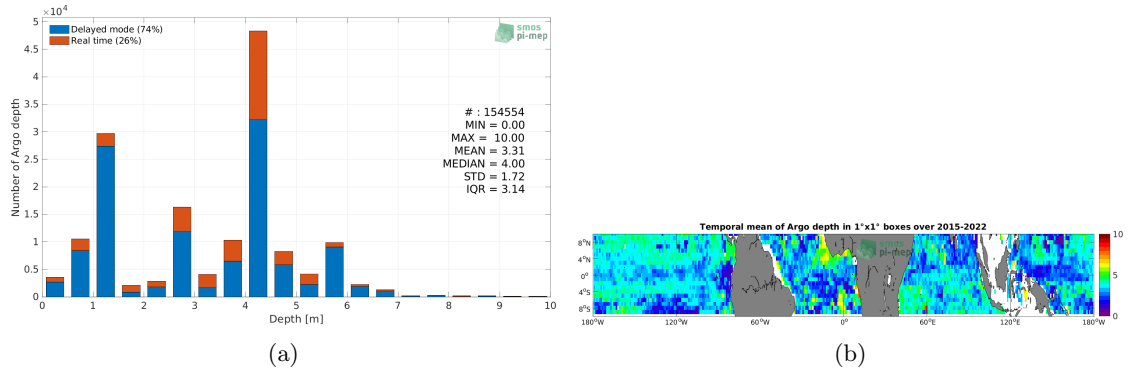 ×10⁴
Delayed mode (74%)
Real time (26%)
smos
pi-mep
5
4.5
4
3.5
3
2.5
2
1.5
1
0.5
0
Number of Argo depth
# : 154554
MIN = 0.00
MAX = 10.00
MEAN = 3.31
MEDIAN = 4.00
STD = 1.72
IQR = 3.14
0 1 2 3 4 5 6 7 8 9 10
Depth [m]
(a)
Temporal mean of Argo depth in 1°x1° boxes over 2015-2022
smos
pi-mep
8°N
4°N
0°
4°S
8°S
180°W 120°W 60°W 0° 60°E 120°E 180°W
10
5
0
(b)